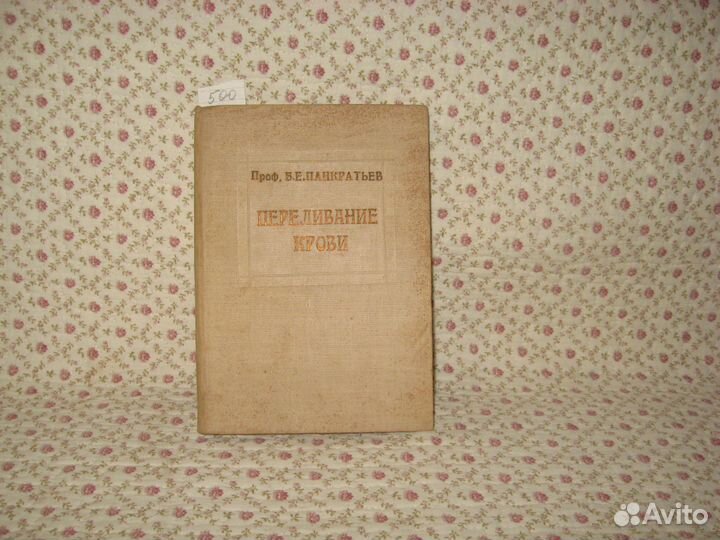 500
Проф. Б.Е.ПАНКРАТЬЕВ
ПЕРЕЛИВАНИЕ
КРОВИ
Avito